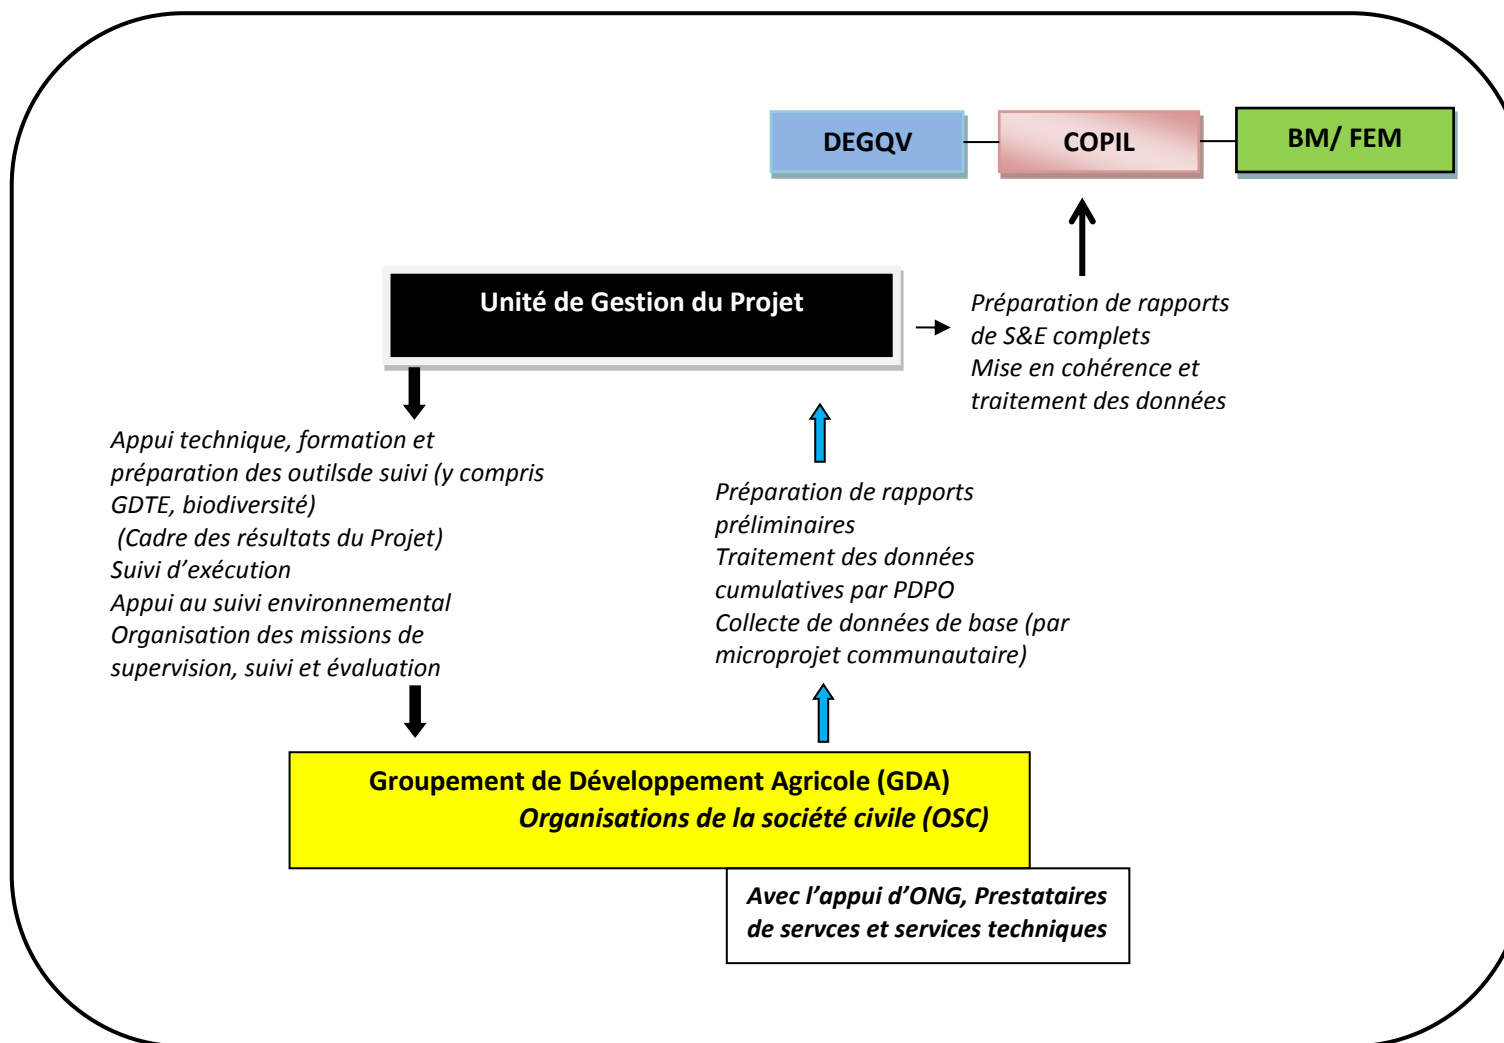 DEGQV
COPIL
BM/ FEM
Unité de Gestion du Projet
Préparation de rapports
de S&E complets
Mise en cohérence et
traitement des données
Appui technique, formation et
préparation des outilsde suivi (y compris
GDTE, biodiversité)
(Cadre des résultats du Projet)
Suivi d’exécution
Appui au suivi environnemental
Organisation des missions de
supervision, suivi et évaluation
Préparation de rapports
préliminaires
Traitement des données
cumulatives par PDPO
Collecte de données de base (par
microprojet communautaire)
Groupement de Développement Agricole (GDA)
Organisations de la société civile (OSC)
Avec l’appui d’ONG, Prestataires
de servces et services techniques